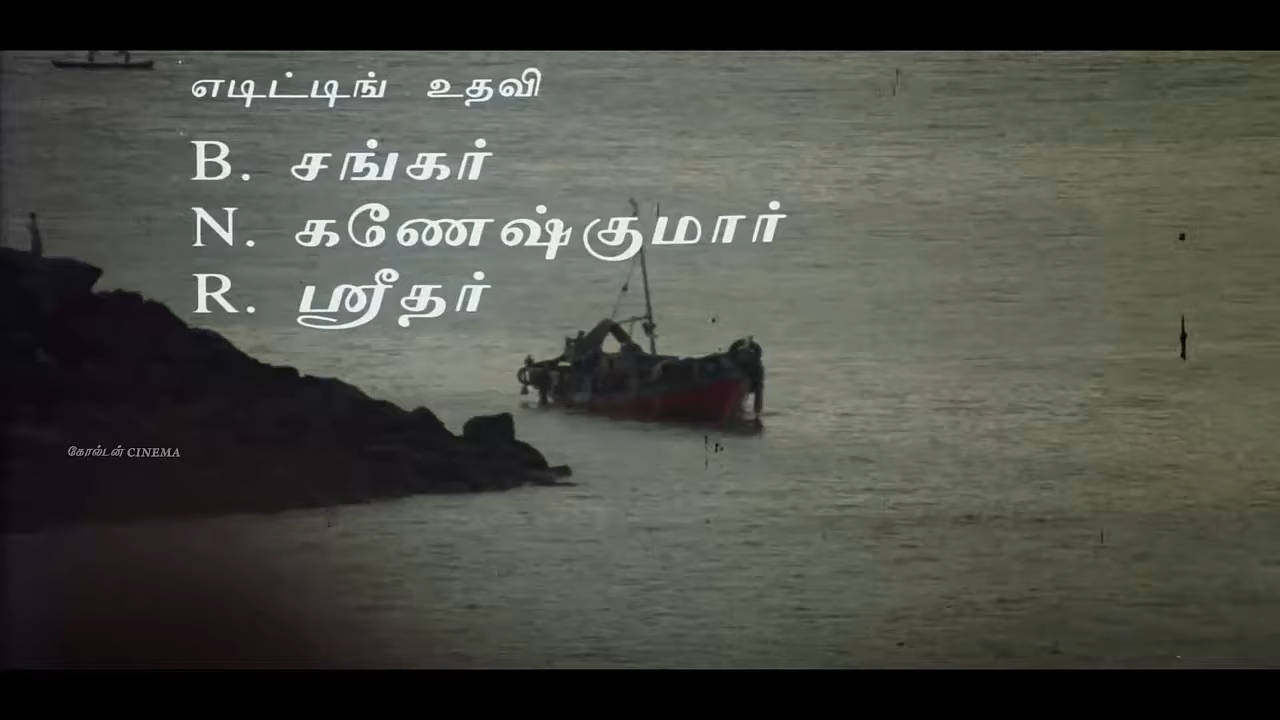 எடிட்டிங் உதவி
B. சங்கர்
N. கணேஷ்குமார்
R. ஸ்ரீதர்
கோல்டன் CINEMA